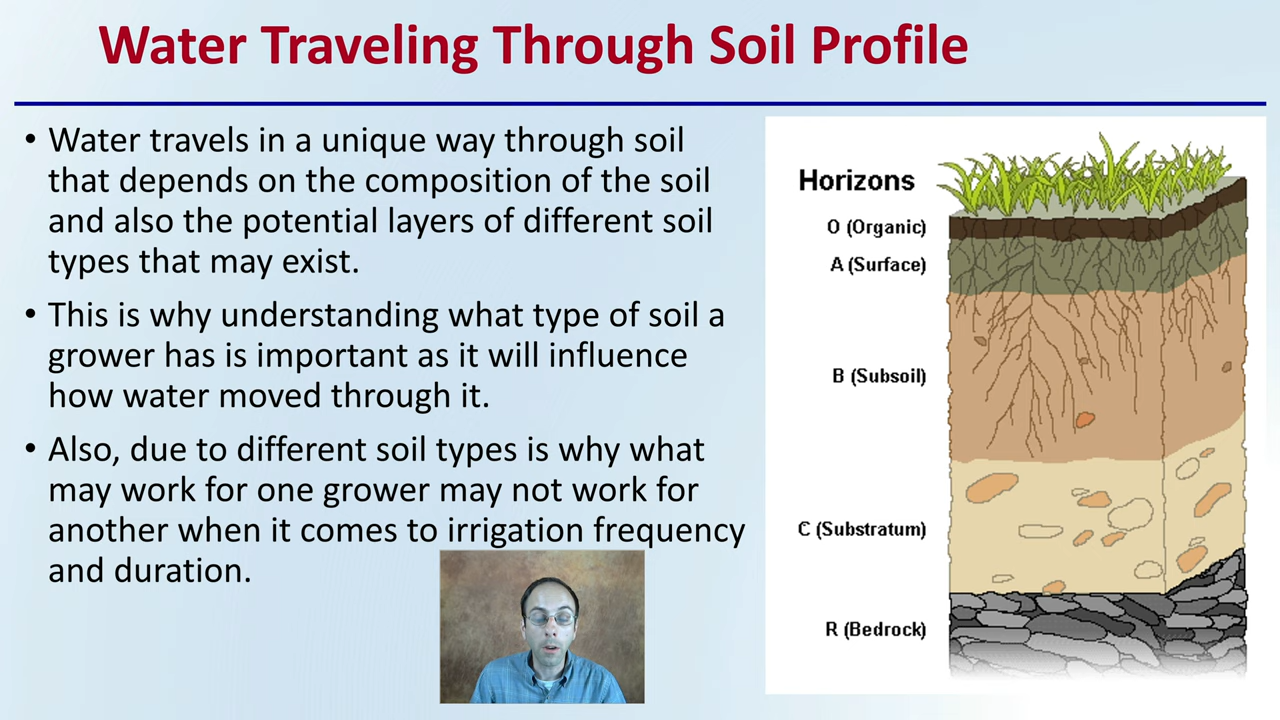 Water Traveling Through Soil Profile
• Water travels in a unique way through soil
that depends on the composition of the soil
and also the potential layers of different soil
types that may exist.
• This is why understanding what type of soil a
grower has is important as it will influence
how water moved through it.
• Also, due to different soil types is why what
may work for one grower may not work for
another when it comes to irrigation frequency
and duration.
Horizons
O (Organic)
A (Surface)
B (Subsoil)
C (Substratum)
R (Bedrock)